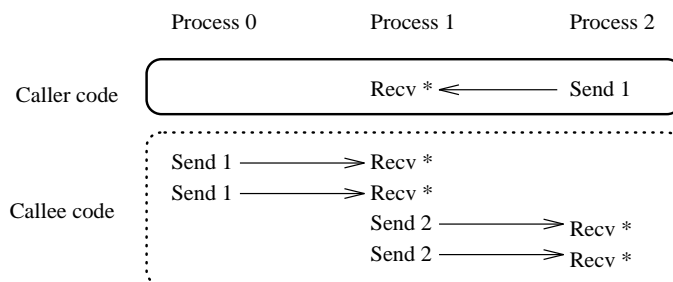 Process 0 Process 1 Process 2
Caller code Recv * Send 1
Send 1 Recv *
Send 1 Recv *
Callee code
Send 2 Recv *
Send 2 Recv *